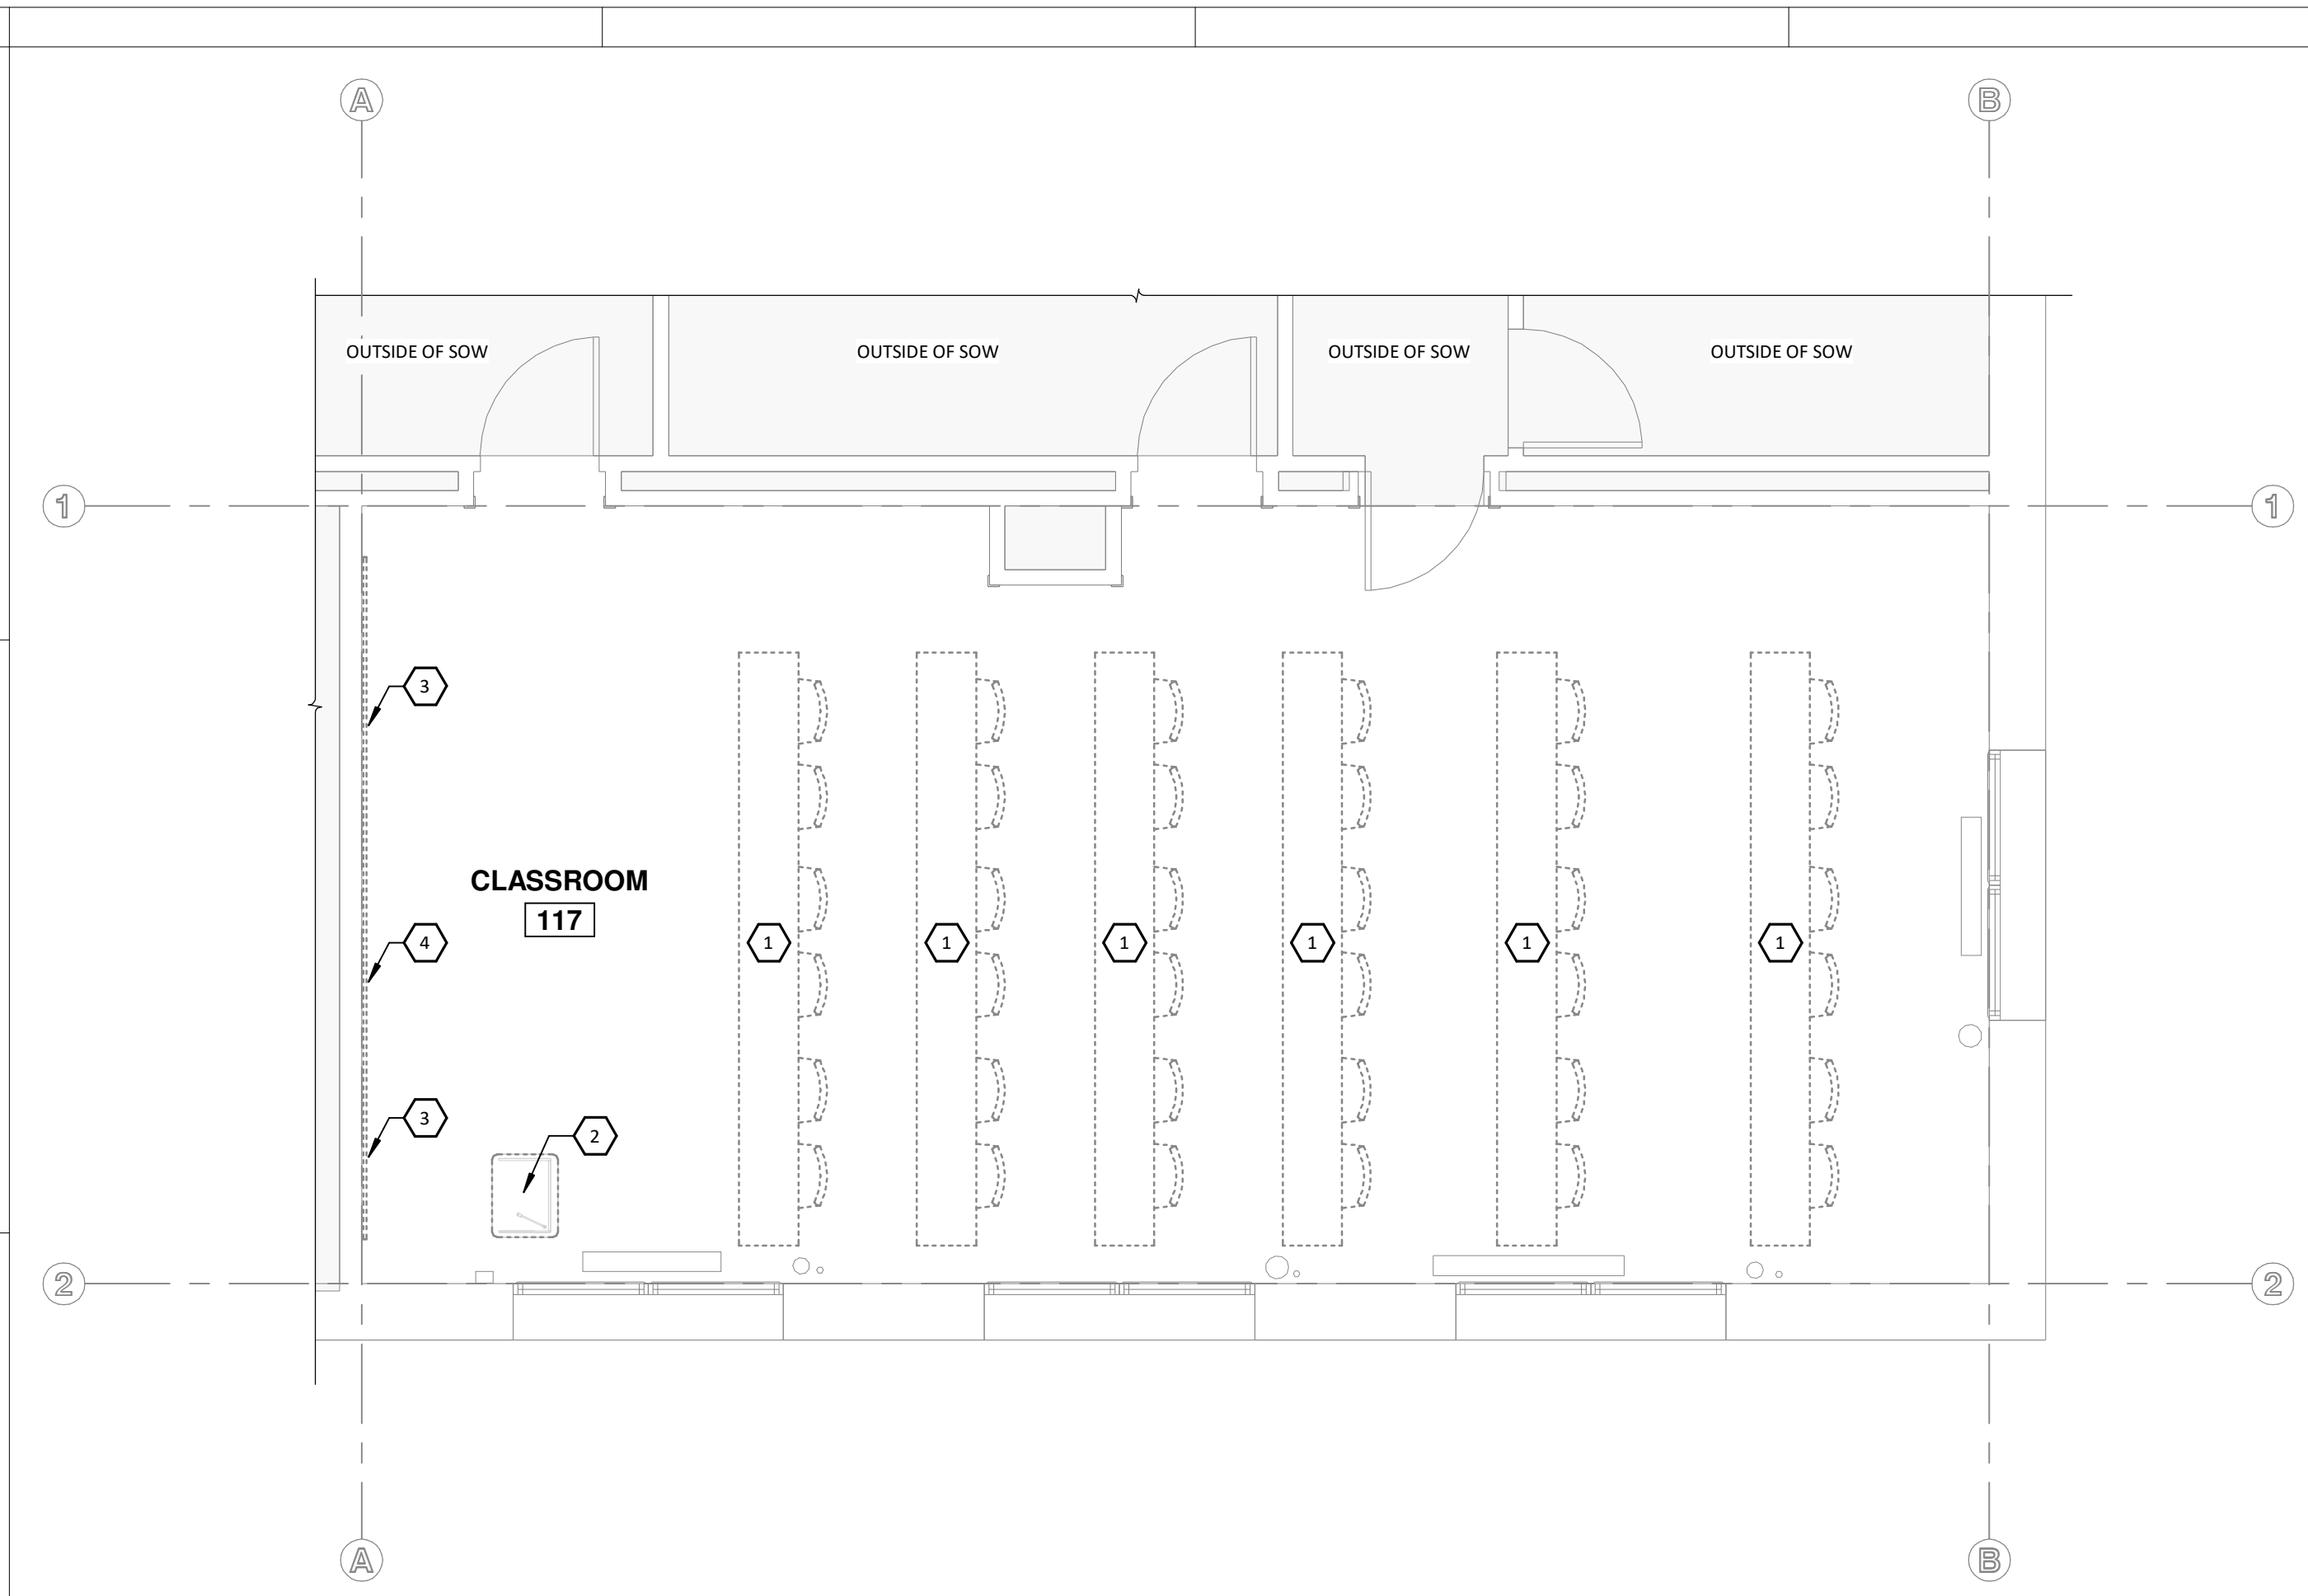 A B
OUTSIDE OF SOW OUTSIDE OF SOW OUTSIDE OF SOW OUTSIDE OF SOW
1 1
3
CLASSROOM
117
4 1 1 1 1 1 1
3
2
2 2
A B